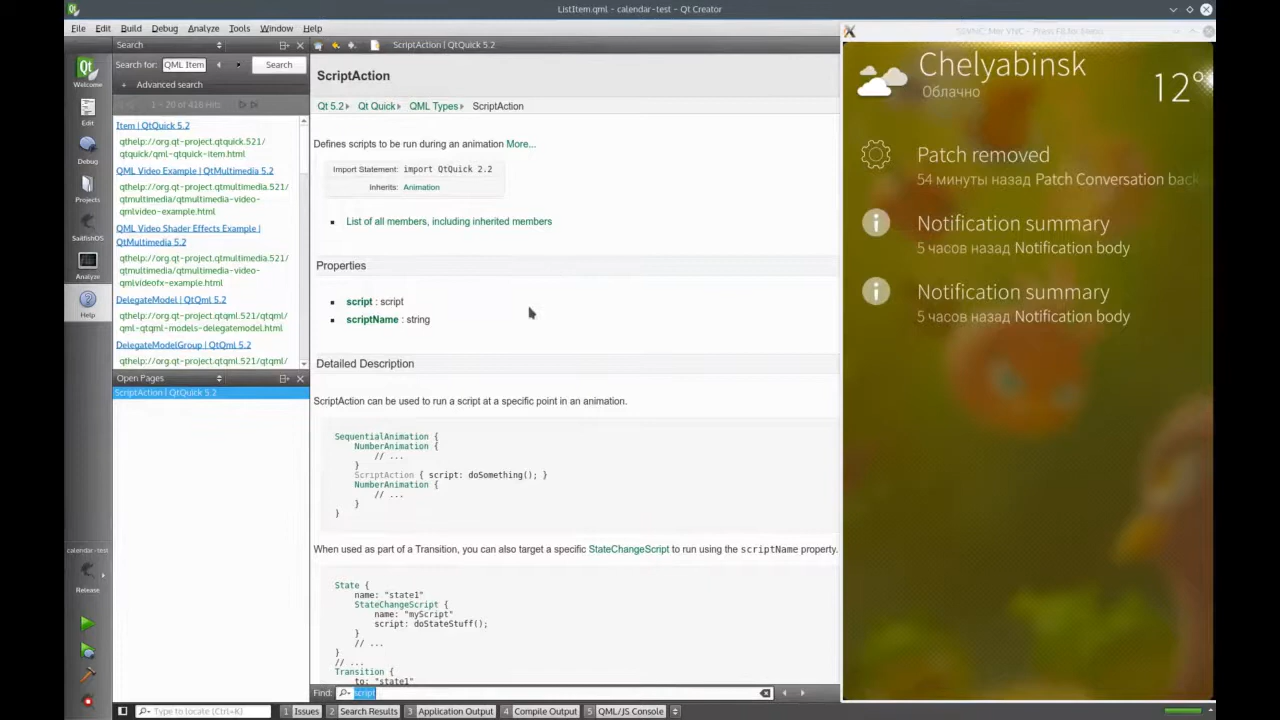 ListItem.qml - calendar-test - Qt Creator
File Edit Build Debug Analyze Tools Window Help
Search
ScriptAction | QtQuick 5.2
Search for: QML Item Search
+ Advanced search
1 - 20 of 416 Hits
Item | QtQuick 5.2
qthelp://org.qt-project.qtquick.521/
qtquick/qml-qtquick-item.html
QML Video Example | QtMultimedia 5.2
qthelp://org.qt-project.qtmultimedia.521/
qtmultimedia/qtmultimedia-video-
qmlvideo-example.html
QML Video Shader Effects Example |
QtMultimedia 5.2
qthelp://org.qt-project.qtmultimedia.521/
qtmultimedia/qtmultimedia-video-
qmlvideofx-example.html
DelegateModel | QtQml 5.2
qthelp://org.qt-project.qtqml.521/qtqml/
qml-qtqml-models-delegatemodel.html
DelegateModelGroup | QtQml 5.2
qthelp://org.qt-project.qtqml.521/qtqml/
Open Pages
ScriptAction | QtQuick 5.2
Welcome
Edit
Debug
Projects
SailfishOS
Analyze
Help
calendar-test
Release
ScriptAction
Qt 5.2 Qt Quick QML Types ScriptAction
Defines scripts to be run during an animation More...
Import Statement: import QtQuick 2.2
Inherits: Animation
List of all members, including inherited members
Properties
script : script
scriptName : string
Detailed Description
ScriptAction can be used to run a script at a specific point in an animation.
SequentialAnimation {
NumberAnimation {
// ...
}
ScriptAction { script: doSomething(); }
NumberAnimation {
// ...
}
}
When used as part of a Transition, you can also target a specific StateChangeScript to run using the scriptName property.
State {
name: "state1"
StateChangeScript {
name: "myScript"
script: doStateStuff();
}
// ...
}
// ...
Transition {
to: "state1"
Find: script
Type to locate (Ctrl+K) 1 Issues 2 Search Results 3 Application Output 4 Compile Output 5 QML/JS Console
Chelyabinsk
Облачно
12°
Patch removed
54 минуты назад Patch Conversation back
Notification summary
5 часов назад Notification body
Notification summary
5 часов назад Notification body